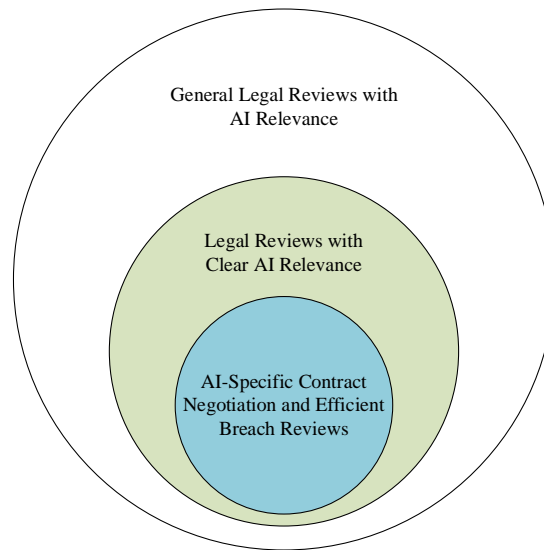 General Legal Reviews with
AI Relevance
Legal Reviews with
Clear AI Relevance
AI-Specific Contract
Negotiation and Efficient
Breach Reviews